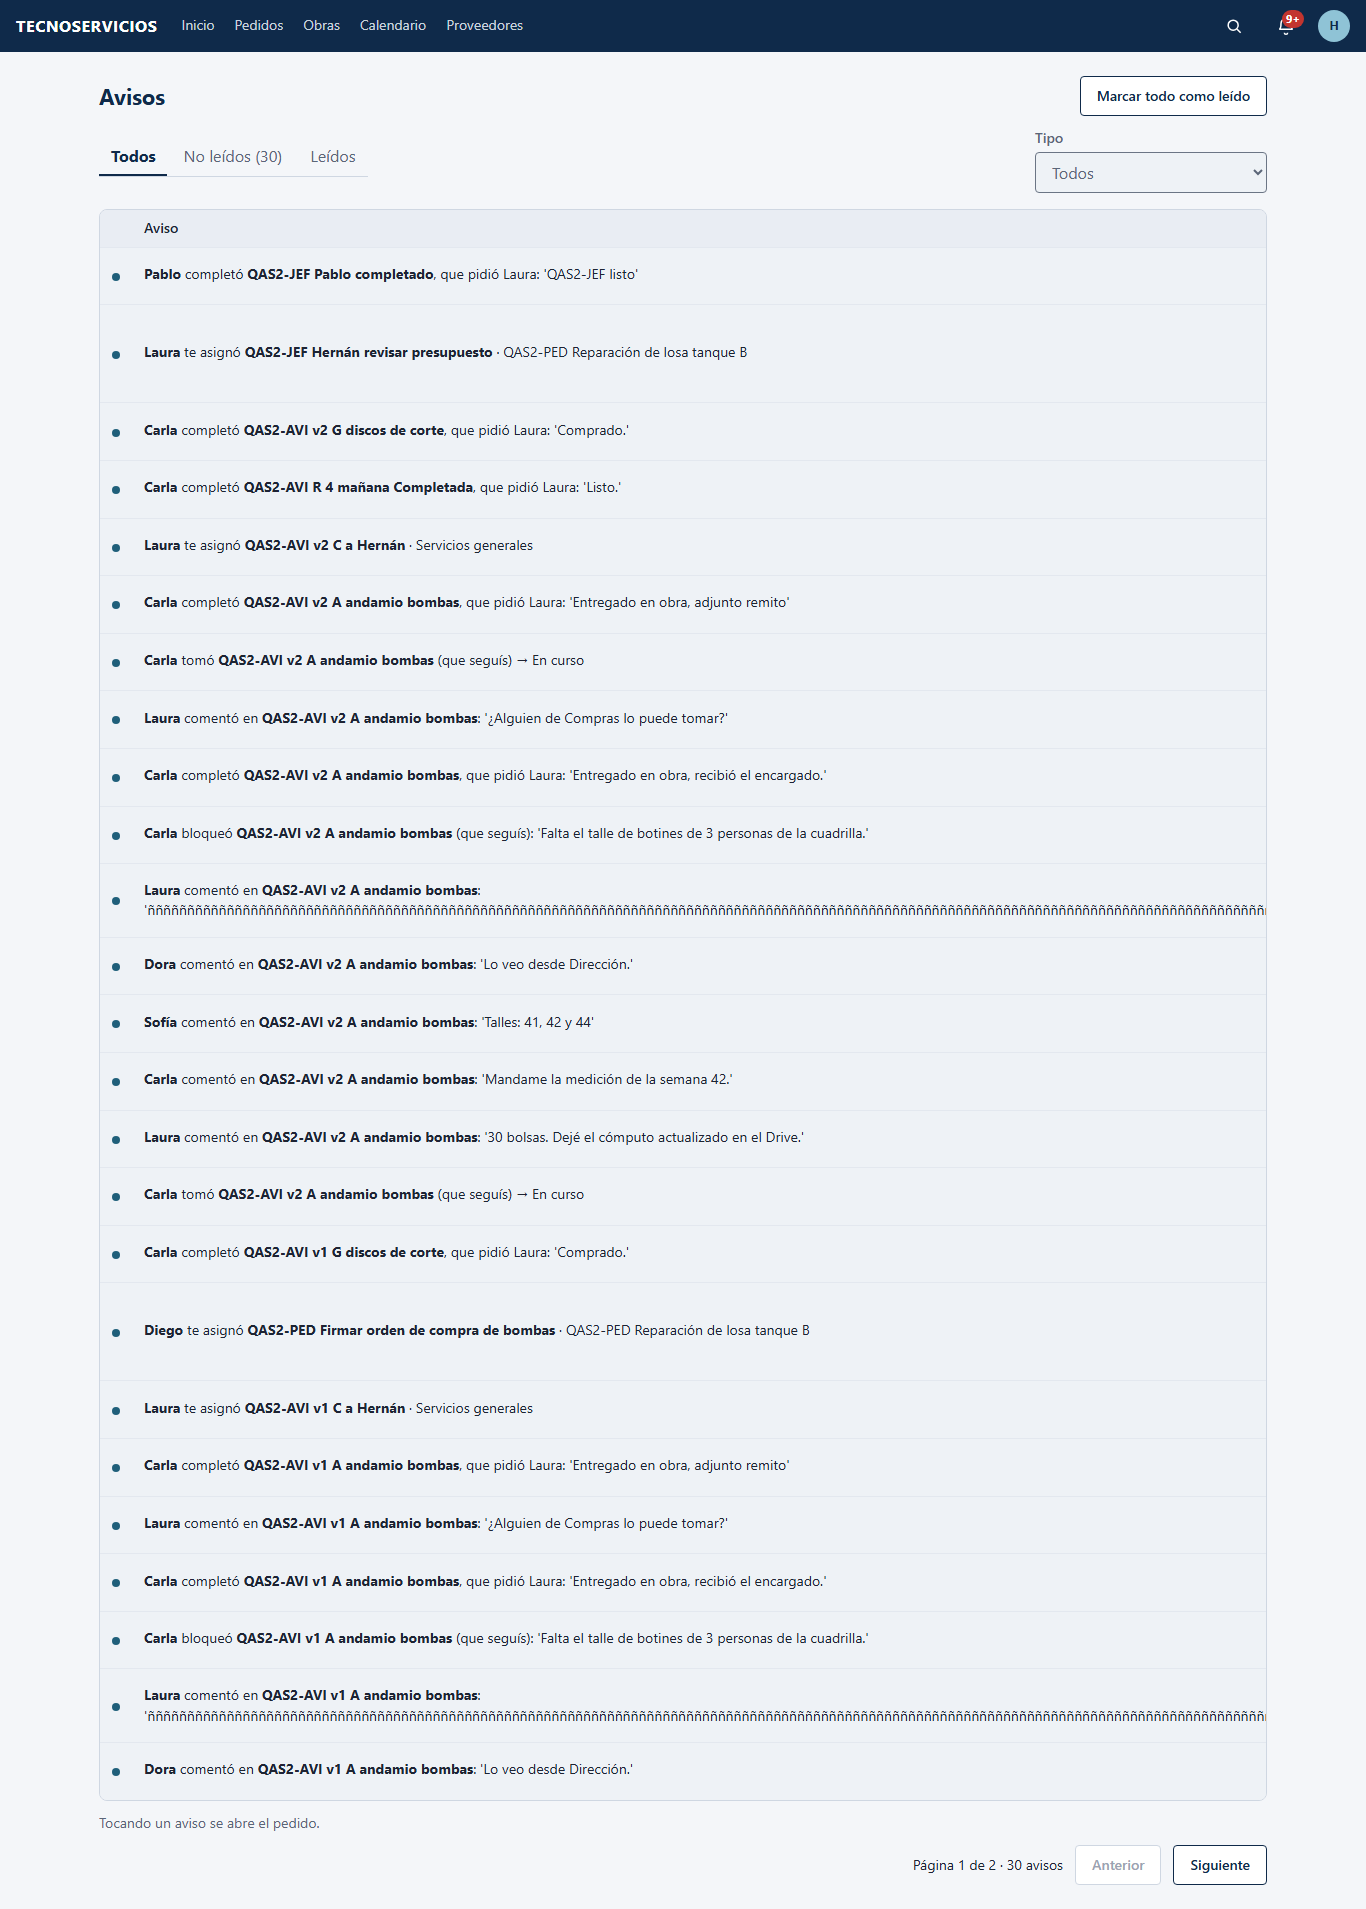 TECNOSERVICIOS Inicio Pedidos Obras Calendario Proveedores 9+ H
Avisos
Marcar todo como leído
Todos No leídos (30) Leídos
Tipo
Todos
Aviso
Pablo completó QAS2-JEF Pablo completado, que pidió Laura: 'QAS2-JEF listo'
Laura te asignó QAS2-JEF Hernán revisar presupuesto · QAS2-PED Reparación de losa tanque B
Carla completó QAS2-AVI v2 G discos de corte, que pidió Laura: 'Comprado.'
Carla completó QAS2-AVI R 4 mañana Completada, que pidió Laura: 'Listo.'
Laura te asignó QAS2-AVI v2 C a Hernán · Servicios generales
Carla completó QAS2-AVI v2 A andamio bombas, que pidió Laura: 'Entregado en obra, adjunto remito'
Carla tomó QAS2-AVI v2 A andamio bombas (que seguís) → En curso
Laura comentó en QAS2-AVI v2 A andamio bombas: '¿Alguien de Compras lo puede tomar?'
Carla completó QAS2-AVI v2 A andamio bombas, que pidió Laura: 'Entregado en obra, recibió el encargado.'
Carla bloqueó QAS2-AVI v2 A andamio bombas (que seguís): 'Falta el talle de botines de 3 personas de la cuadrilla.'
Laura comentó en QAS2-AVI v2 A andamio bombas:
Dora comentó en QAS2-AVI v2 A andamio bombas: 'Lo veo desde Dirección.'
Sofía comentó en QAS2-AVI v2 A andamio bombas: 'Talles: 41, 42 y 44'
Carla comentó en QAS2-AVI v2 A andamio bombas: 'Mandame la medición de la semana 42.'
Laura comentó en QAS2-AVI v2 A andamio bombas: '30 bolsas. Dejé el cómputo actualizado en el Drive.'
Carla tomó QAS2-AVI v2 A andamio bombas (que seguís) → En curso
Carla completó QAS2-AVI v1 G discos de corte, que pidió Laura: 'Comprado.'
Diego te asignó QAS2-PED Firmar orden de compra de bombas · QAS2-PED Reparación de losa tanque B
Laura te asignó QAS2-AVI v1 C a Hernán · Servicios generales
Carla completó QAS2-AVI v1 A andamio bombas, que pidió Laura: 'Entregado en obra, adjunto remito'
Laura comentó en QAS2-AVI v1 A andamio bombas: '¿Alguien de Compras lo puede tomar?'
Carla completó QAS2-AVI v1 A andamio bombas, que pidió Laura: 'Entregado en obra, recibió el encargado.'
Carla bloqueó QAS2-AVI v1 A andamio bombas (que seguís): 'Falta el talle de botines de 3 personas de la cuadrilla.'
Laura comentó en QAS2-AVI v1 A andamio bombas:
Dora comentó en QAS2-AVI v1 A andamio bombas: 'Lo veo desde Dirección.'
Tocando un aviso se abre el pedido.
Página 1 de 2 · 30 avisos Anterior Siguiente